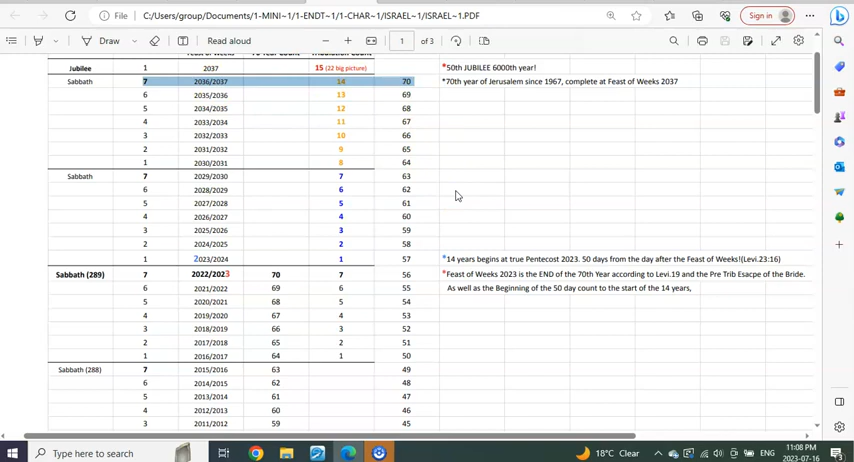 File | C:/Users/group/Documents/1-MINI~1/1-ENDT~1/1-CHAR~1/ISRAEL~1/ISRAEL~1.PDF Sign in
Draw Read aloud 1 of 3
Feast of Weeks 70 Year Count Tribulation Count
Jubilee 1 2037 15 (22 big picture) *50th JUBILEE 6000th year!
Sabbath 7 2036/2037 14 70 *70th year of Jerusalem since 1967, complete at Feast of Weeks 2037
6 2035/2036 13 69
5 2034/2035 12 68
4 2033/2034 11 67
3 2032/2033 10 66
2 2031/2032 9 65
1 2030/2031 8 64
Sabbath 7 2029/2030 7 63
6 2028/2029 6 62
5 2027/2028 5 61
4 2026/2027 4 60
3 2025/2026 3 59
2 2024/2025 2 58
1 2023/2024 1 57 *14 years begins at true Pentecost 2023. 50 days from the day after the Feast of Weeks!(Levi.23:16)
Sabbath (289) 7 2022/2023 70 7 56 *Feast of Weeks 2023 is the END of the 70th Year according to Levi.19 and the Pre Trib Esacpe of the Bride.
6 2021/2022 69 6 55 As well as the Beginning of the 50 day count to the start of the 14 years,
5 2020/2021 68 5 54
4 2019/2020 67 4 53
3 2018/2019 66 3 52
2 2017/2018 65 2 51
1 2016/2017 64 1 50
Sabbath (288) 7 2015/2016 63 49
6 2014/2015 62 48
5 2013/2014 61 47
4 2012/2013 60 46
3 2011/2012 59 45
Type here to search 18°C Clear ENG 11:08 PM
2023-07-16